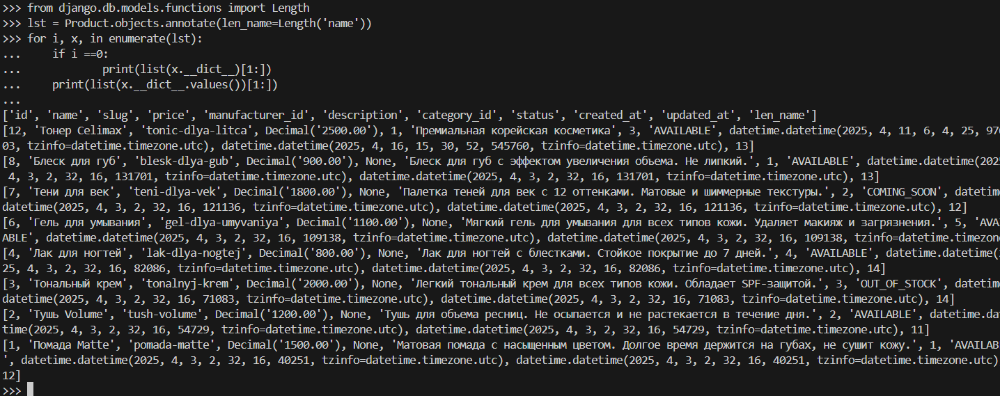 >>> from django.db.models.functions import Length
>>> lst = Product.objects.annotate(len_name=Length('name'))
>>> for i, x, in enumerate(lst):
...     if i ==0:
...             print(list(x.__dict__)[1:])
...     print(list(x.__dict__.values())[1:])
...
['id', 'name', 'slug', 'price', 'manufacturer_id', 'description', 'category_id', 'status', 'created_at', 'updated_at', 'len_name']
[12, 'Тонер Celimax', 'tonic-dlya-litca', Decimal('2500.00'), 1, 'Премиальная корейская косметика', 3, 'AVAILABLE', datetime.datetime(2025, 4, 11, 6, 4, 25, 970
03, tzinfo=datetime.timezone.utc), datetime.datetime(2025, 4, 16, 15, 30, 52, 545760, tzinfo=datetime.timezone.utc), 13]
[8, 'Блеск для губ', 'blesk-dlya-gub', Decimal('900.00'), None, 'Блеск для губ с эффектом увеличения объема. Не липкий.', 1, 'AVAILABLE', datetime.datetime(202
 4, 3, 2, 32, 16, 131701, tzinfo=datetime.timezone.utc), datetime.datetime(2025, 4, 3, 2, 32, 16, 131701, tzinfo=datetime.timezone.utc), 13]
[7, 'Тени для век', 'teni-dlya-vek', Decimal('1800.00'), None, 'Палетка теней для век с 12 оттенками. Матовые и шиммерные текстуры.', 2, 'COMING_SOON', datetim
datetime(2025, 4, 3, 2, 32, 16, 121136, tzinfo=datetime.timezone.utc), datetime.datetime(2025, 4, 3, 2, 32, 16, 121136, tzinfo=datetime.timezone.utc), 12]
[6, 'Гель для умывания', 'gel-dlya-umyvaniya', Decimal('1100.00'), None, 'Мягкий гель для умывания для всех типов кожи. Удаляет макияж и загрязнения.', 5, 'AVA
ABLE', datetime.datetime(2025, 4, 3, 2, 32, 16, 109138, tzinfo=datetime.timezone.utc), datetime.datetime(2025, 4, 3, 2, 32, 16, 109138, tzinfo=datetime.timezon
[4, 'Лак для ногтей', 'lak-dlya-nogtej', Decimal('800.00'), None, 'Лак для ногтей с блестками. Стойкое покрытие до 7 дней.', 4, 'AVAILABLE', datetime.datetime(
25, 4, 3, 2, 32, 16, 82086, tzinfo=datetime.timezone.utc), datetime.datetime(2025, 4, 3, 2, 32, 16, 82086, tzinfo=datetime.timezone.utc), 14]
[3, 'Тональный крем', 'tonalnyj-krem', Decimal('2000.00'), None, 'Легкий тональный крем для всех типов кожи. Обладает SPF-защитой.', 3, 'OUT_OF_STOCK', datetim
datetime(2025, 4, 3, 2, 32, 16, 71083, tzinfo=datetime.timezone.utc), datetime.datetime(2025, 4, 3, 2, 32, 16, 71083, tzinfo=datetime.timezone.utc), 14]
[2, 'Тушь Volume', 'tush-volume', Decimal('1200.00'), None, 'Тушь для объема ресниц. Не осыпается и не растекается в течение дня.', 2, 'AVAILABLE', datetime.da
time(2025, 4, 3, 2, 32, 16, 54729, tzinfo=datetime.timezone.utc), datetime.datetime(2025, 4, 3, 2, 32, 16, 54729, tzinfo=datetime.timezone.utc), 11]
[1, 'Помада Matte', 'pomada-matte', Decimal('1500.00'), None, 'Матовая помада с насыщенным цветом. Долгое время держится на губах, не сушит кожу.', 1, 'AVAILAB
', datetime.datetime(2025, 4, 3, 2, 32, 16, 40251, tzinfo=datetime.timezone.utc), datetime.datetime(2025, 4, 3, 2, 32, 16, 40251, tzinfo=datetime.timezone.utc)
12]
>>>